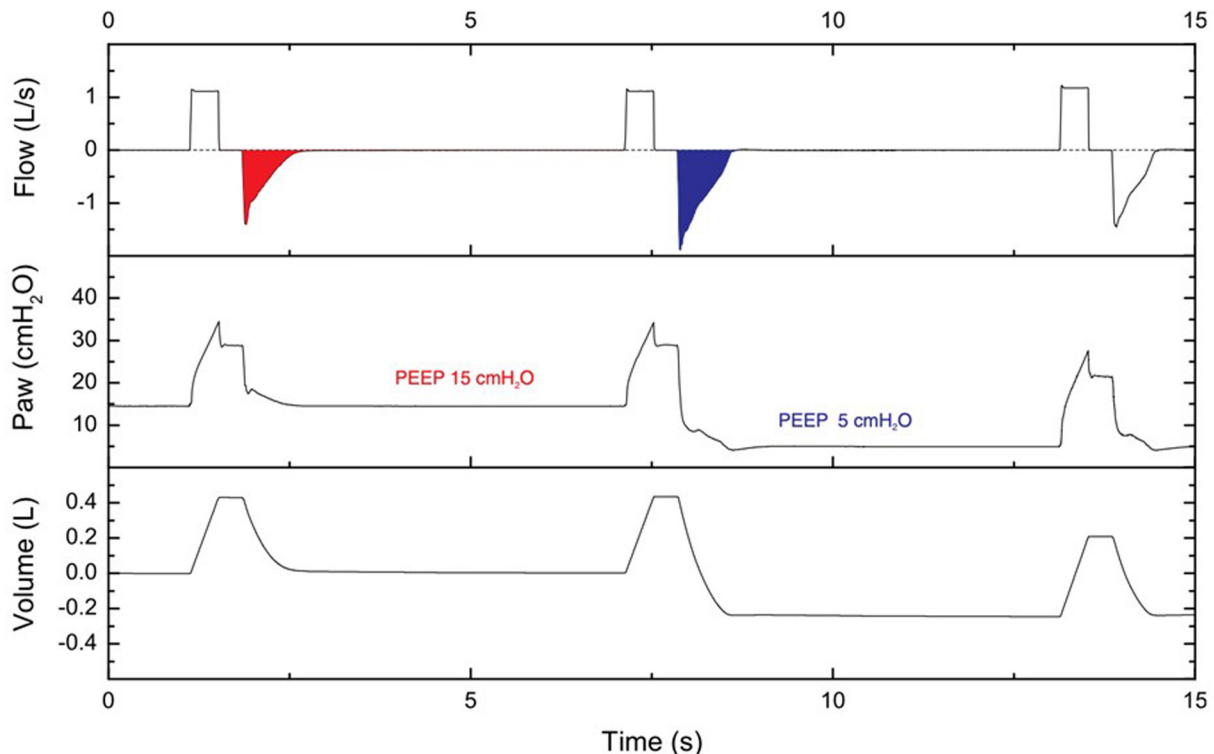 0 5 10 15
Flow (L/s)
1
0
-1
Paw (cmH₂O)
40
30
20
10
PEEP 15 cmH₂O
PEEP 5 cmH₂O
Volume (L)
0.4
0.2
0.0
-0.2
-0.4
0 5 10 15
Time (s)